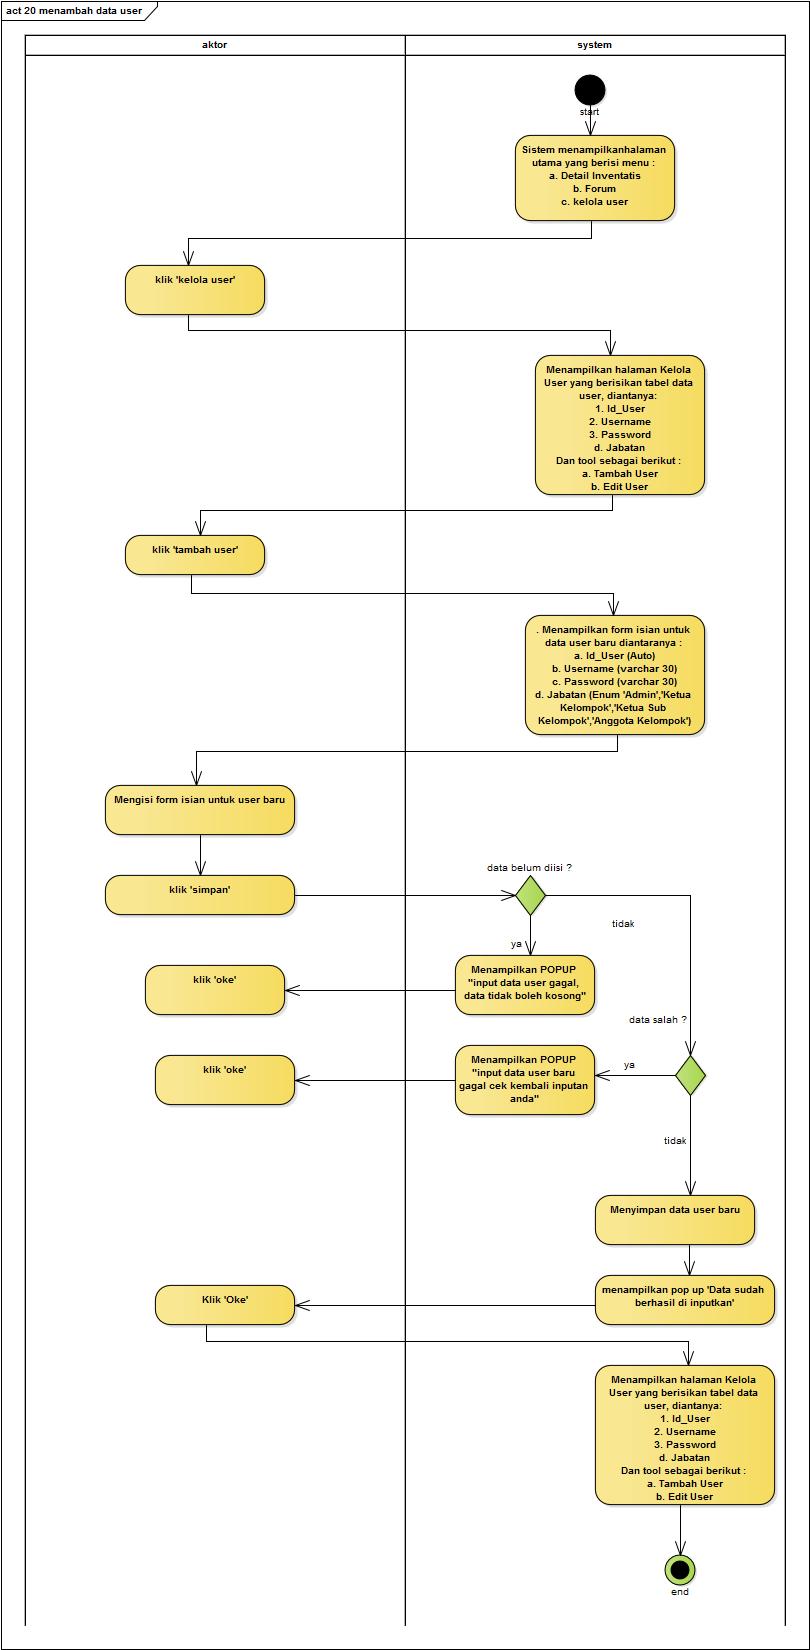 act 20 menambah data user
aktor
system
start
Sistem menampilkanhalaman
utama yang berisi menu :
a. Detail Inventatis
b. Forum
c. kelola user
klik 'kelola user'
Menampilkan halaman Kelola
User yang berisikan tabel data
user, diantanya:
1. Id_User
2. Username
3. Password
d. Jabatan
Dan tool sebagai berikut :
a. Tambah User
b. Edit User
klik 'tambah user'
. Menampilkan form isian untuk
data user baru diantaranya :
a. Id_User (Auto)
b. Username (varchar 30)
c. Password (varchar 30)
d. Jabatan (Enum 'Admin','Ketua
Kelompok','Ketua Sub
Kelompok','Anggota Kelompok')
Mengisi form isian untuk user baru
klik 'simpan'
data belum diisi ?
tidak
ya
Menampilkan POPUP
"input data user gagal,
data tidak boleh kosong"
klik 'oke'
data salah ?
ya
Menampilkan POPUP
"input data user baru
gagal cek kembali inputan
anda"
klik 'oke'
tidak
Menyimpan data user baru
menampilkan pop up 'Data sudah
berhasil di inputkan'
Klik 'Oke'
Menampilkan halaman Kelola
User yang berisikan tabel data
user, diantanya:
1. Id_User
2. Username
3. Password
d. Jabatan
Dan tool sebagai berikut :
a. Tambah User
b. Edit User
end